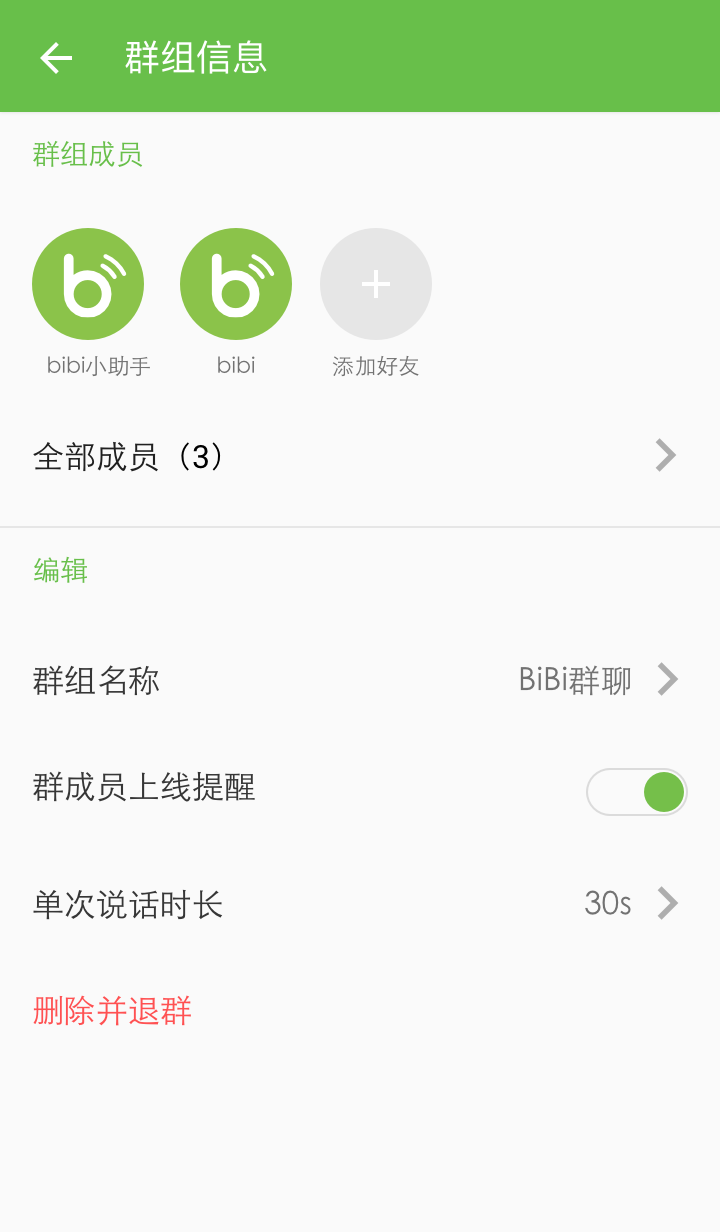 群组信息
群组成员
bibi小助手
bibi
添加好友
全部成员（3）
编辑
群组名称 BiBi群聊
群成员上线提醒
单次说话时长 30s
删除并退群